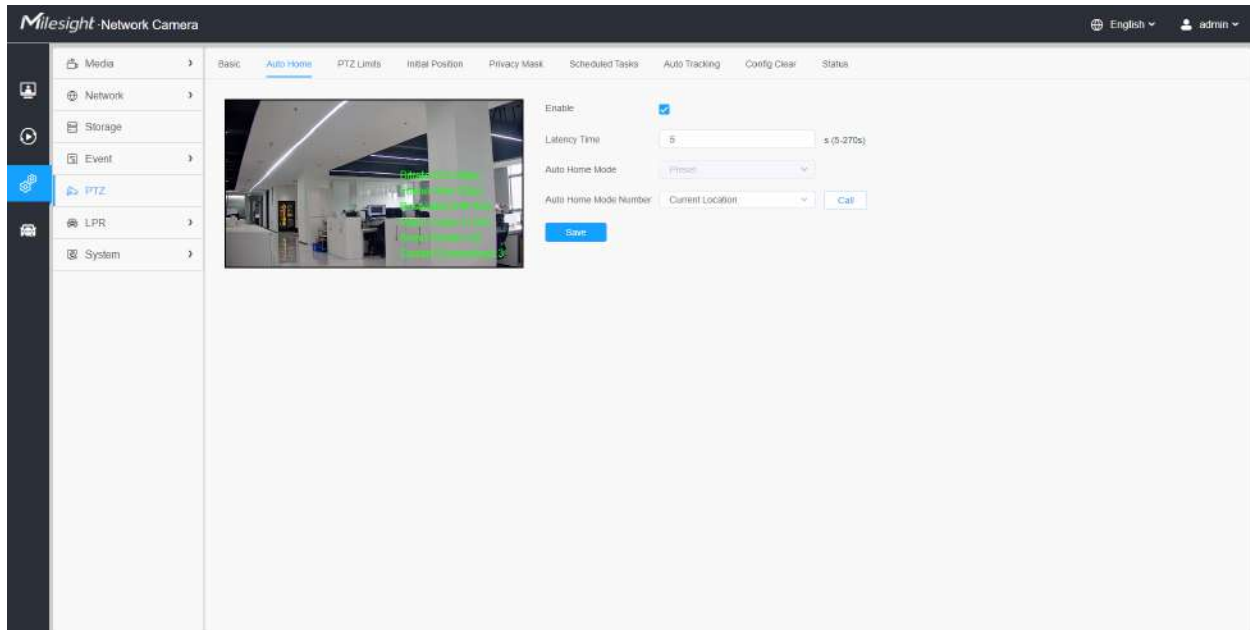 Milesight-Network Camera
English
admin
Media
Network
Storage
Event
PTZ
LPR
System
Basic Auto Home PTZ Limits Initial Position Privacy Mask Scheduled Tasks Auto Tracking Config Clear Status
Enable
Latency Time 5 s (5-270s)
Auto Home Mode Preset
Auto Home Mode Number Current Location Call
Save